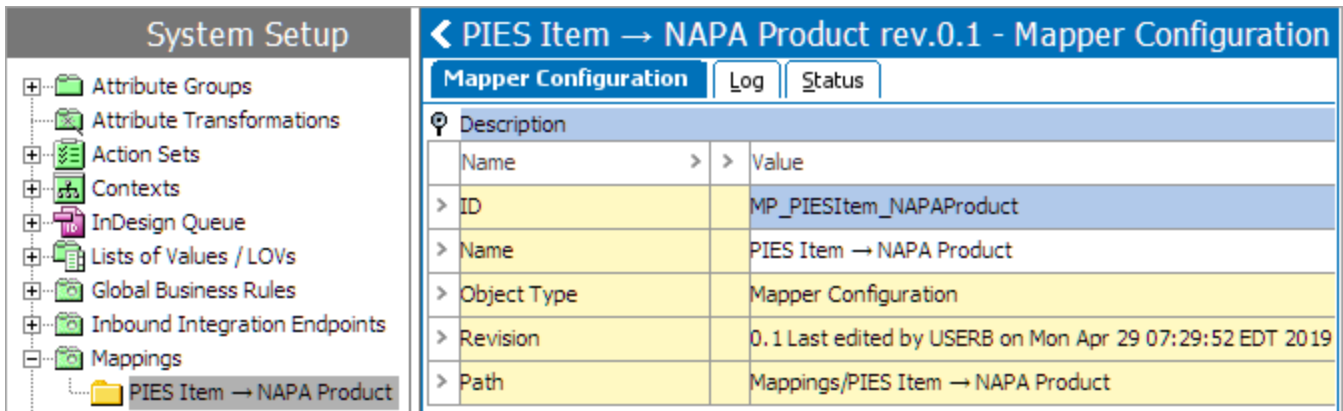 System Setup
Attribute Groups
Attribute Transformations
Action Sets
Contexts
InDesign Queue
Lists of Values / LOVs
Global Business Rules
Inbound Integration Endpoints
Mappings
PIES Item → NAPA Product
PIES Item → NAPA Product rev.0.1 - Mapper Configuration
Mapper Configuration Log Status
Description
Name > > Value
> ID MP_PIESItem_NAPAProduct
> Name PIES Item → NAPA Product
> Object Type Mapper Configuration
> Revision 0.1 Last edited by USERB on Mon Apr 29 07:29:52 EDT 2019
> Path Mappings/PIES Item → NAPA Product